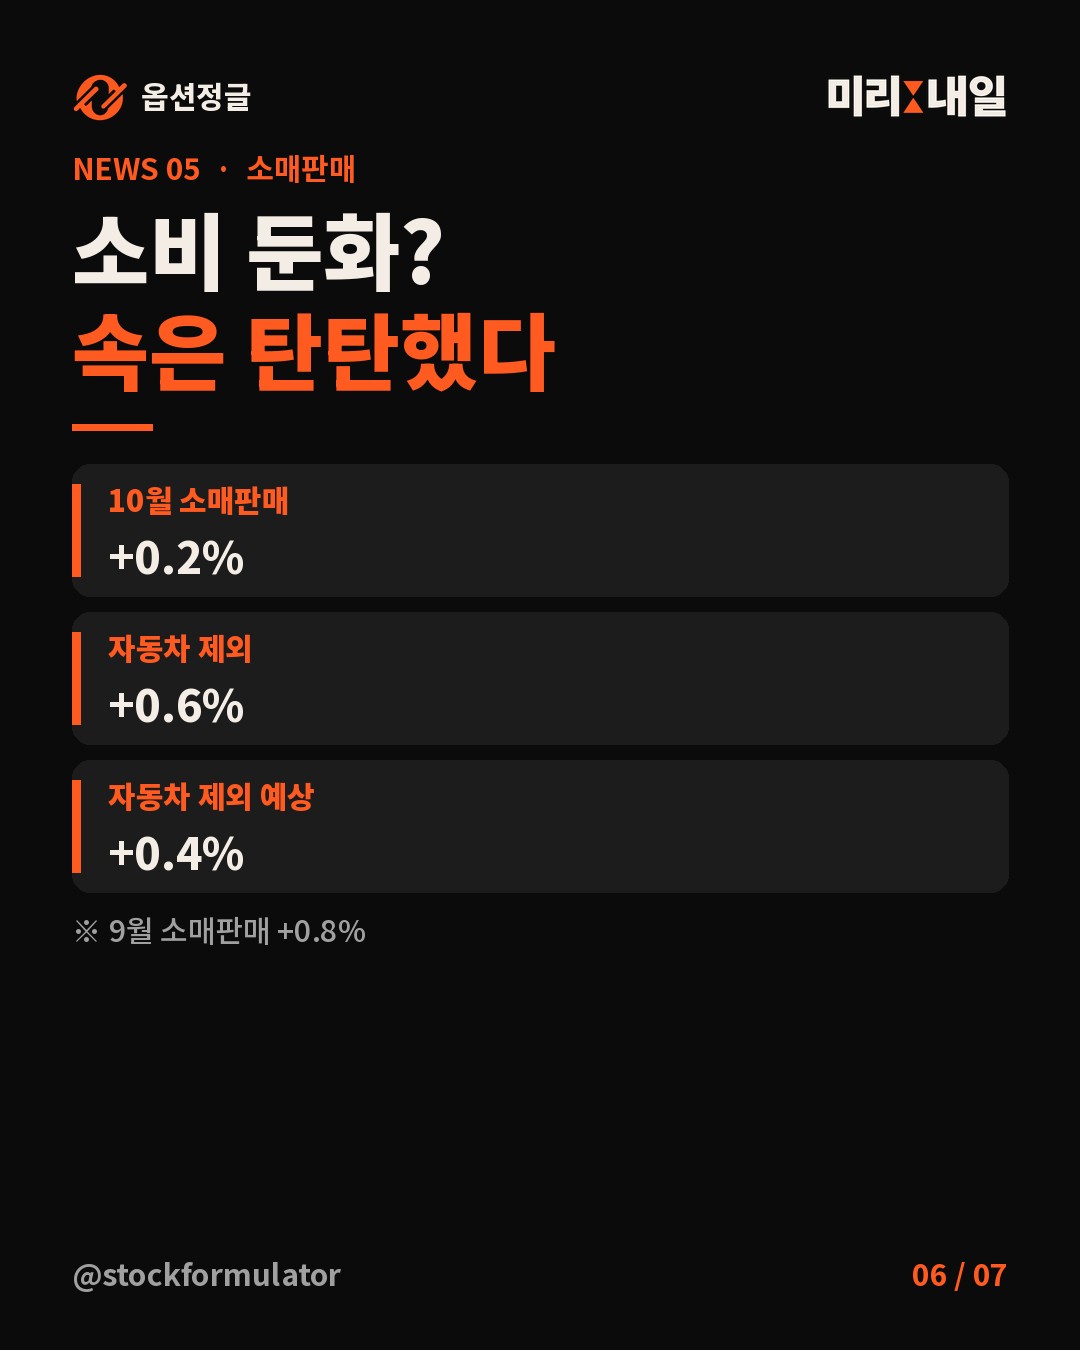 옵션정글
미리내일
NEWS 05 · 소매판매
소비 둔화?
속은 탄탄했다
10월 소매판매
+0.2%
자동차 제외
+0.6%
자동차 제외 예상
+0.4%
※ 9월 소매판매 +0.8%
@stockformulator
06 / 07